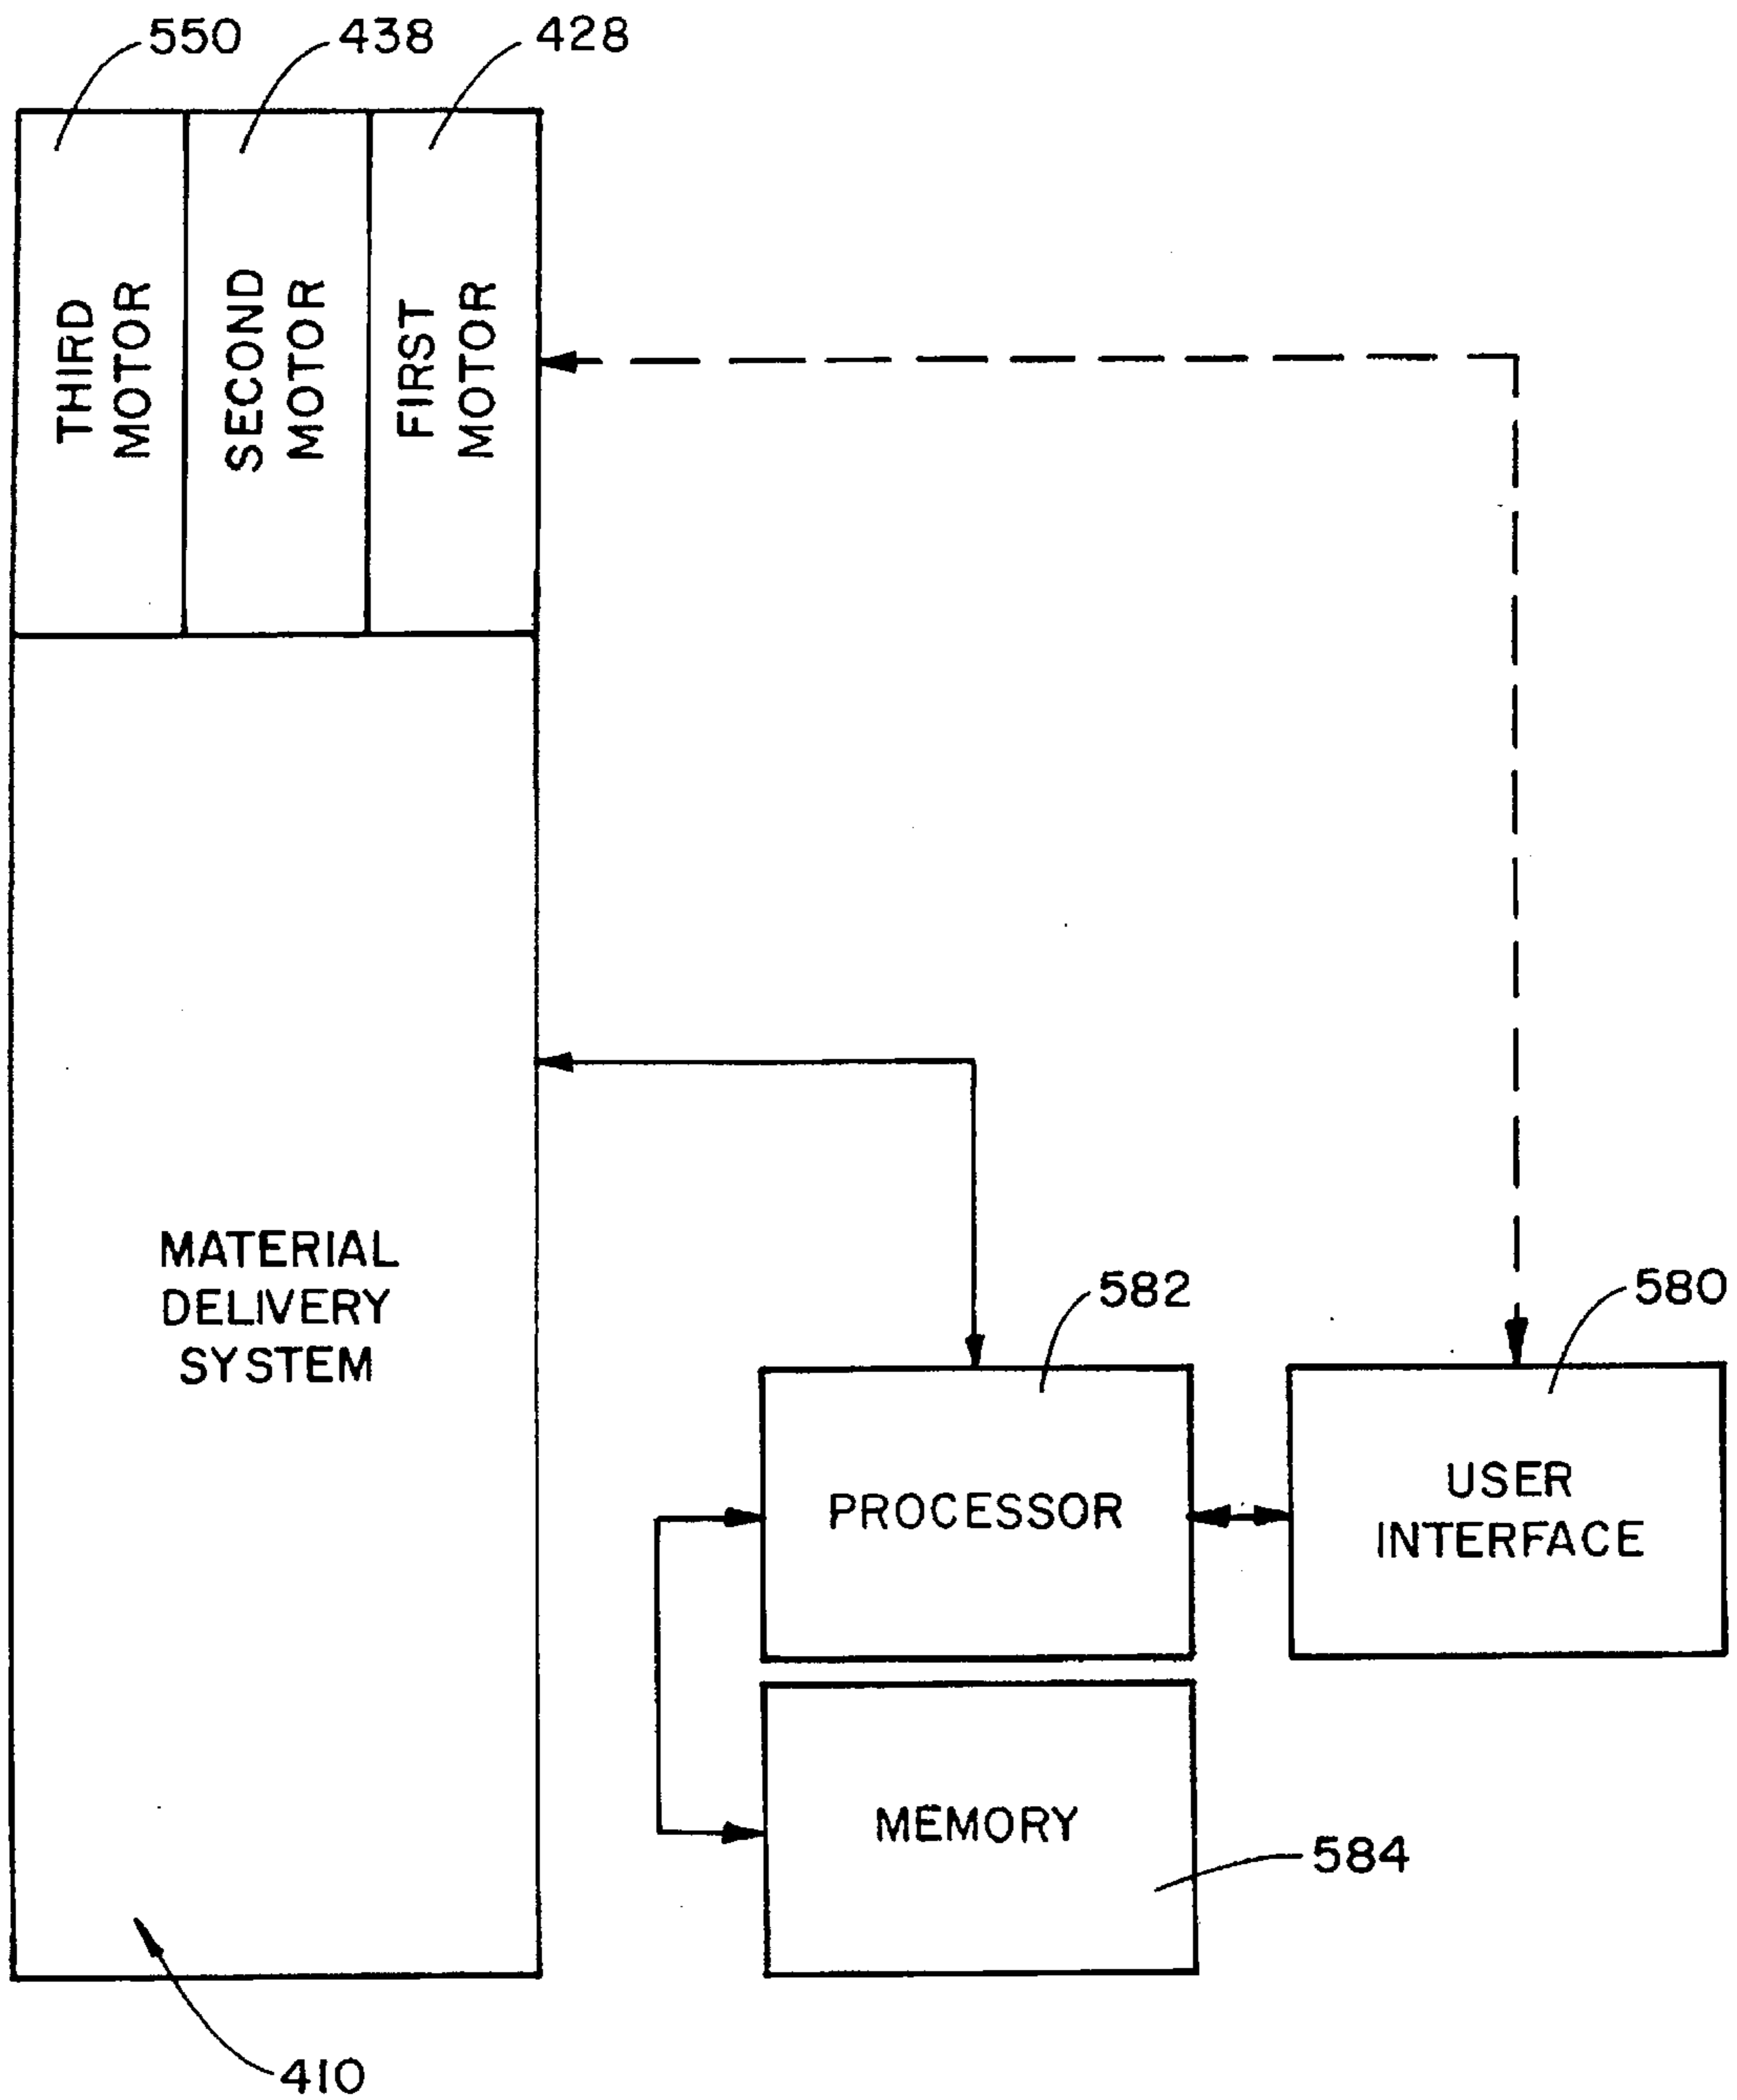 550
438
428
THIRD
MOTOR
SECOND
MOTOR
FIRST
MOTOR
MATERIAL
DELIVERY
SYSTEM
582
580
PROCESSOR
USER
INTERFACE
MEMORY
584
410